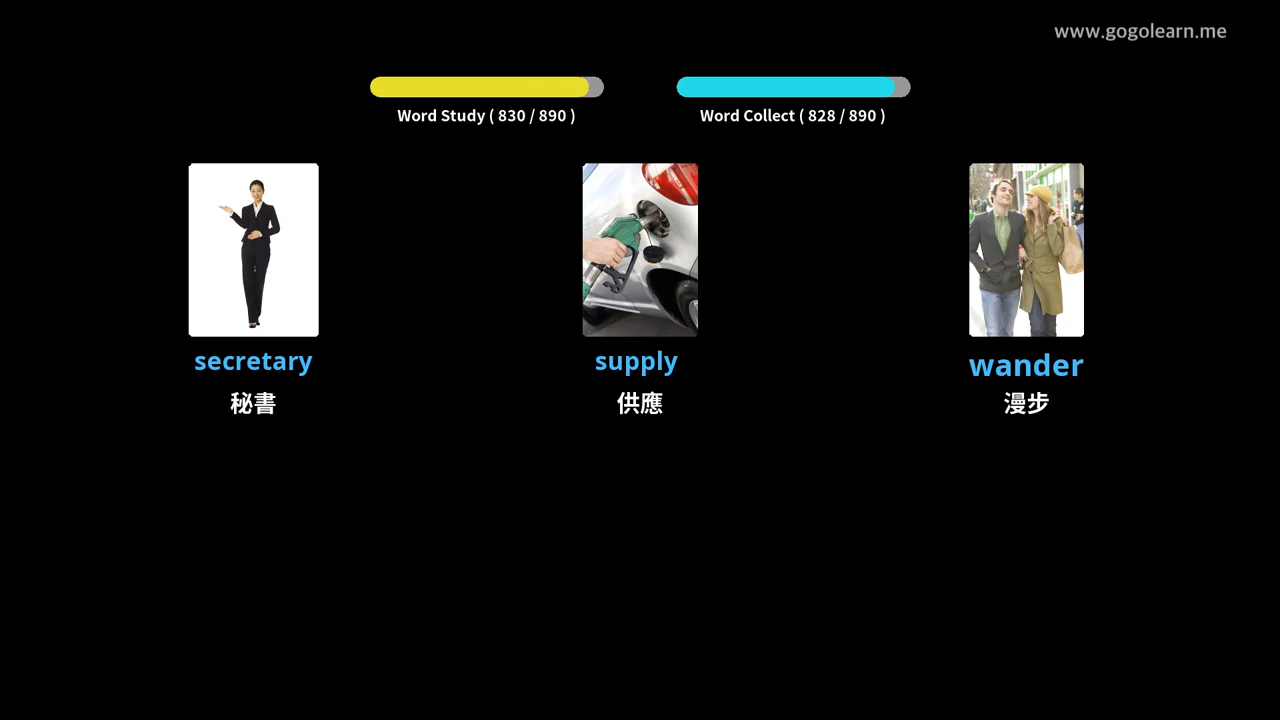 www.gogolearn.me
Word Study ( 830 / 890 )
Word Collect ( 828 / 890 )
secretary
supply
wander
秘書
供應
漫步